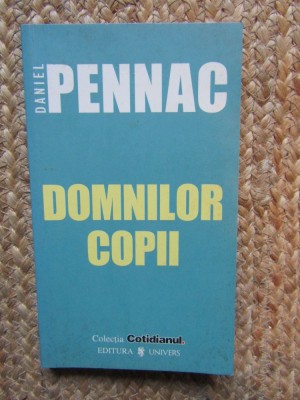 DANIEL
PENNAC
DOMNILOR
COPII
Colecția Cotidianul.
EDITURA UNIVERS